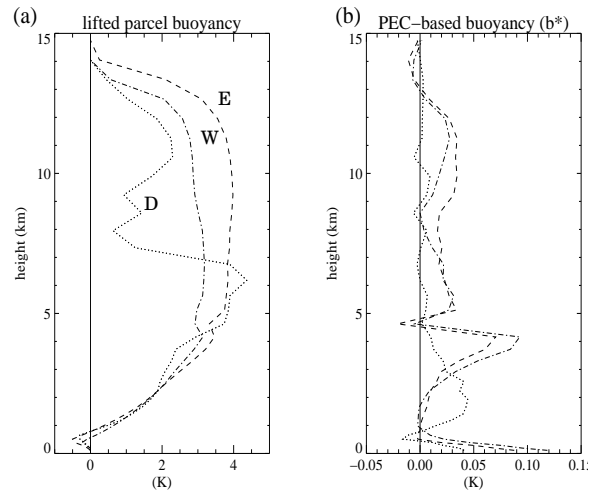 (a) lifted parcel buoyancy
15
10
5
0
height (km)
E
W
D
0 2 4
(K)
(b) PEC-based buoyancy (b*)
15
10
5
0
height (km)
-0.05 0.00 0.05 0.10 0.15
(K)